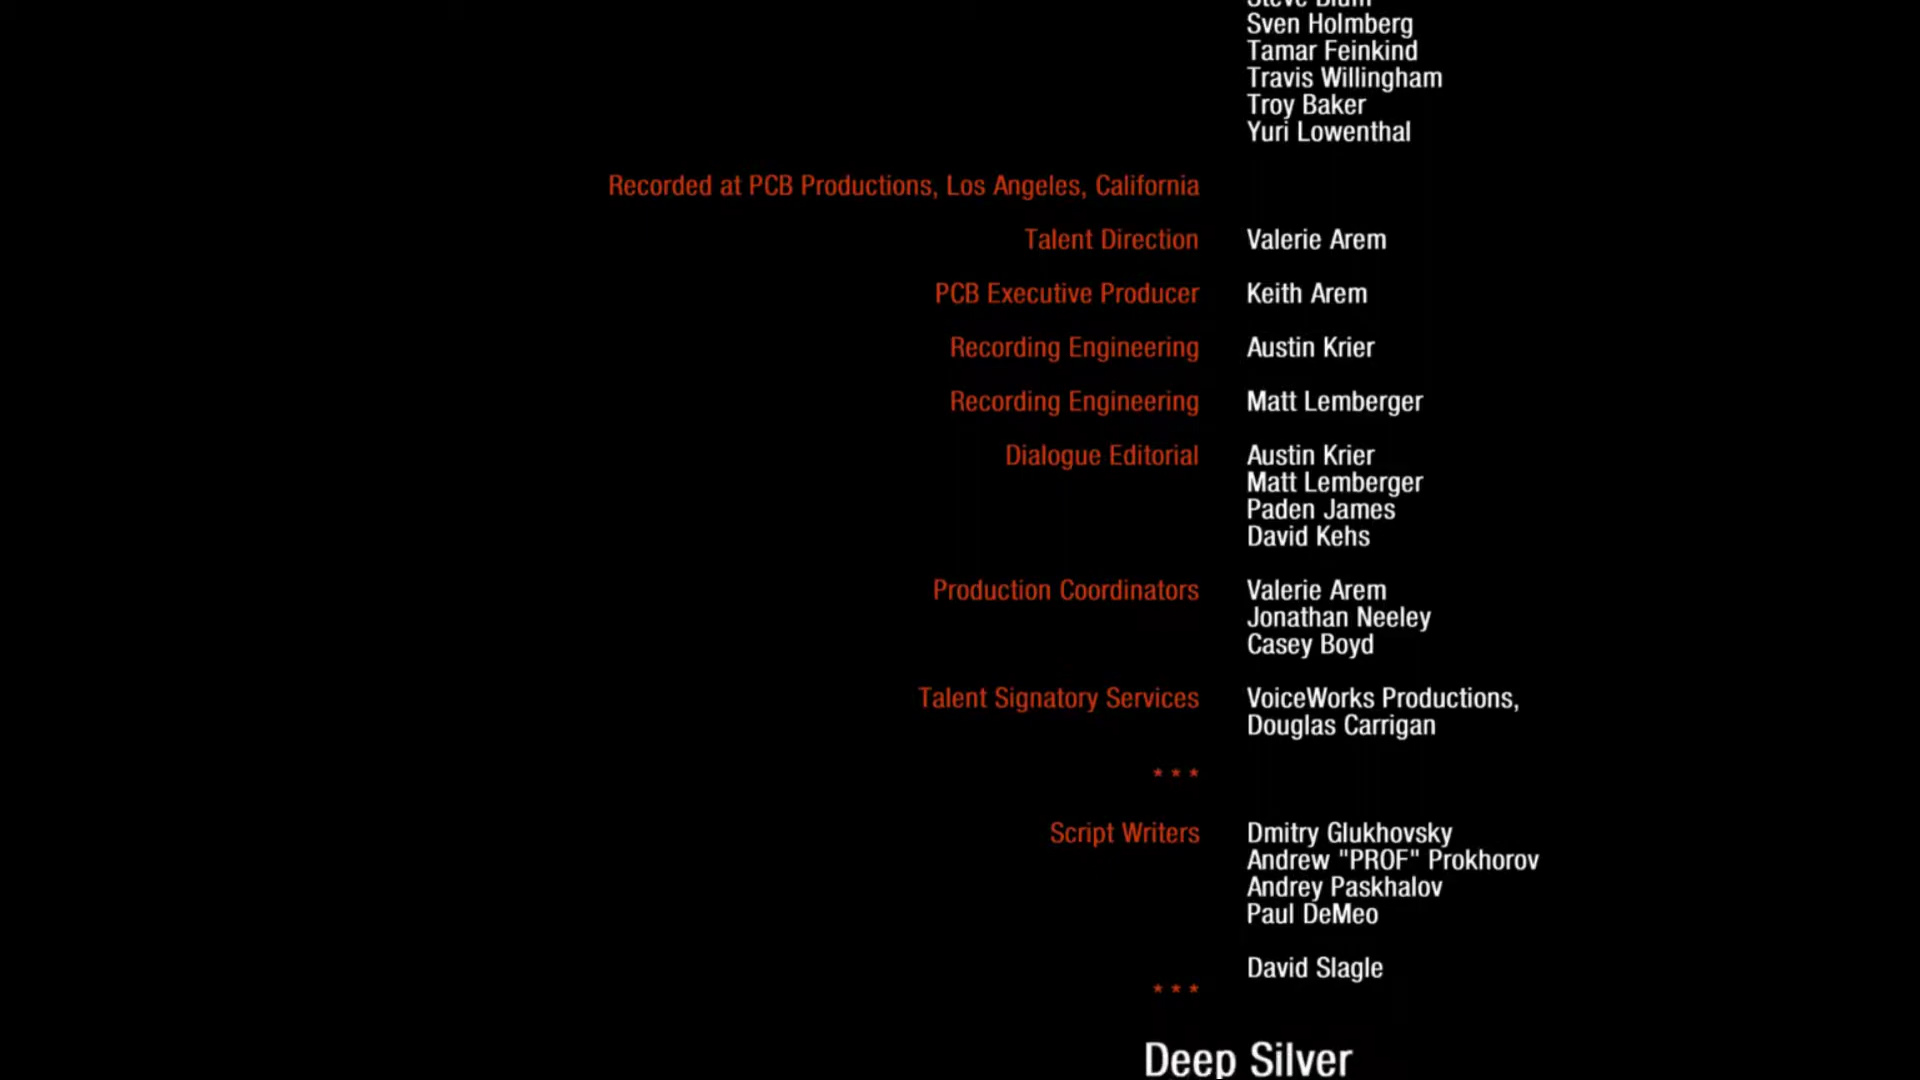 Steve Blum
Sven Holmberg
Tamar Feinkind
Travis Willingham
Troy Baker
Yuri Lowenthal
Recorded at PCB Productions, Los Angeles, California
Talent Direction Valerie Arem
PCB Executive Producer Keith Arem
Recording Engineering Austin Krier
Recording Engineering Matt Lemberger
Dialogue Editorial Austin Krier
Matt Lemberger
Paden James
David Kehs
Production Coordinators Valerie Arem
Jonathan Neeley
Casey Boyd
Talent Signatory Services VoiceWorks Productions,
Douglas Carrigan
* * *
Script Writers Dmitry Glukhovsky
Andrew "PROF" Prokhorov
Andrey Paskhalov
Paul DeMeo
David Slagle
* * *
Deep Silver